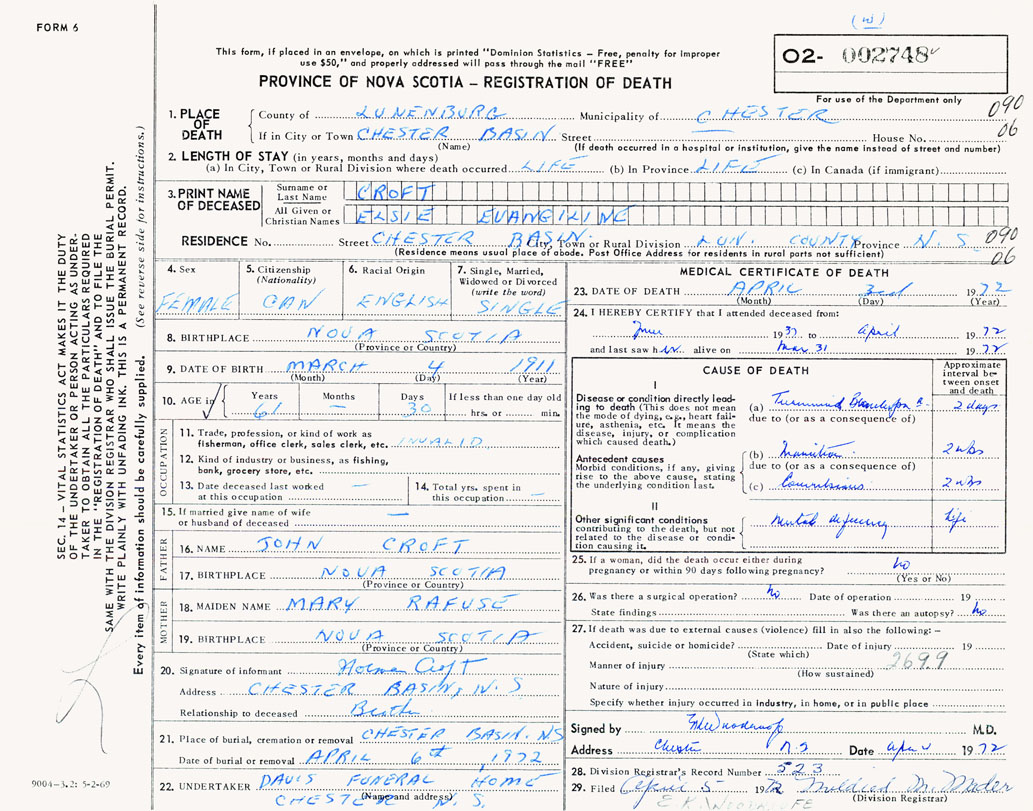 (W)
FORM 6
O2- 002748
This form, if placed in an envelope, on which is printed "Dominion Statistics – Free, penalty for improper
use $50," and properly addressed will pass through the mail "FREE"
PROVINCE OF NOVA SCOTIA – REGISTRATION OF DEATH
For use of the Department only
1. PLACE OF DEATH County of LUNENBURG Municipality of CHESTER 090
If in City or Town CHESTER BASIN Street House No. 06
(Name) (If death occurred in a hospital or institution, give the name instead of street and number)
2. LENGTH OF STAY (in years, months and days)
(a) In City, Town or Rural Division where death occurred LIFE (b) In Province LIFE (c) In Canada (if immigrant)
3. PRINT NAME OF DECEASED Surname or Last Name CROFT
All Given or Christian Names ELSIE EVANGILINE
RESIDENCE No. Street CHESTER BASIN. City, Town or Rural Division LUN. COUNTY Province N. S 090
(Residence means usual place of abode. Post Office Address for residents in rural parts not sufficient) 06
4. Sex FEMALE
5. Citizenship (Nationality) CAN
6. Racial Origin ENGLISH
7. Single, Married, Widowed or Divorced (write the word) SINGLE
8. BIRTHPLACE NOVA SCOTIA
(Province or Country)
9. DATE OF BIRTH MARCH 4 1911
(Month) (Day) (Year)
10. AGE in Years 61 Months – Days 30 If less than one day old hrs. or min.
OCCUPATION
11. Trade, profession, or kind of work as
fisherman, office clerk, sales clerk, etc. INVALID
12. Kind of industry or business, as fishing,
bank, grocery store, etc.
13. Date deceased last worked at this occupation –
14. Total yrs. spent in this occupation –
15. If married give name of wife
or husband of deceased –
FATHER
16. NAME JOHN CROFT
17. BIRTHPLACE NOVA SCOTIA
(Province or Country)
MOTHER
18. MAIDEN NAME MARY RAFUSE
19. BIRTHPLACE NOVA SCOTIA
(Province or Country)
20. Signature of informant Croft
Address CHESTER BASIN, N. S
Relationship to deceased
21. Place of burial, cremation or removal CHESTER BASIN. NS
Date of burial or removal APRIL 6th, 1972
22. UNDERTAKER DAVIS FUNERAL HOME
(Name and address) CHESTER N. S.
MEDICAL CERTIFICATE OF DEATH
23. DATE OF DEATH APRIL 3rd 1972
(Month) (Day) (Year)
24. I HEREBY CERTIFY that I attended deceased from:
1937 to April 1972
and last saw her alive on Mar 31 1972
CAUSE OF DEATH
Approximate interval between onset and death
I
Disease or condition directly leading to death (This does not mean the mode of dying, e.g., heart failure, asthenia, etc. It means the disease, injury, or complication which caused death.)
(a) Terminal 2 days
due to (or as a consequence of)
Antecedent causes
Morbid conditions, if any, giving rise to the above cause, stating the underlying condition last.
(b) 2 wks
due to (or as a consequence of)
(c) Convulsions 2 wks
II
Other significant conditions contributing to the death, but not related to the disease or condition causing it.
Mental deficiency life
25. If a woman, did the death occur either during
pregnancy or within 90 days following pregnancy? No
(Yes or No)
26. Was there a surgical operation? No Date of operation 19
State findings Was there an autopsy? No
27. If death was due to external causes (violence) fill in also the following: –
Accident, suicide or homicide? Date of injury 19
(State which) 269.9
Manner of injury
(How sustained)
Nature of injury
Specify whether injury occurred in industry, in home, or in public place
Signed by M.D.
Address Chester N S Date Apr 4 1972
28. Division Registrar's Record Number 523
29. Filed April 5 1972 Mildred M.
(Division Registrar)
SEC. 14 – VITAL STATISTICS ACT MAKES IT THE DUTY
OF THE UNDERTAKER OR PERSON ACTING AS UNDER-
TAKER TO OBTAIN ALL THE PARTICULARS REQUIRED
IN THE "REGISTRATION OF DEATH" AND TO FILE THE
SAME WITH THE DIVISION REGISTRAR WHO SHALL ISSUE THE BURIAL PERMIT.
WRITE PLAINLY WITH UNFADING INK. THIS IS A PERMANENT RECORD.
Every item of information should be carefully supplied. (See reverse side for instructions.)
9004-3.2: 5-2-69